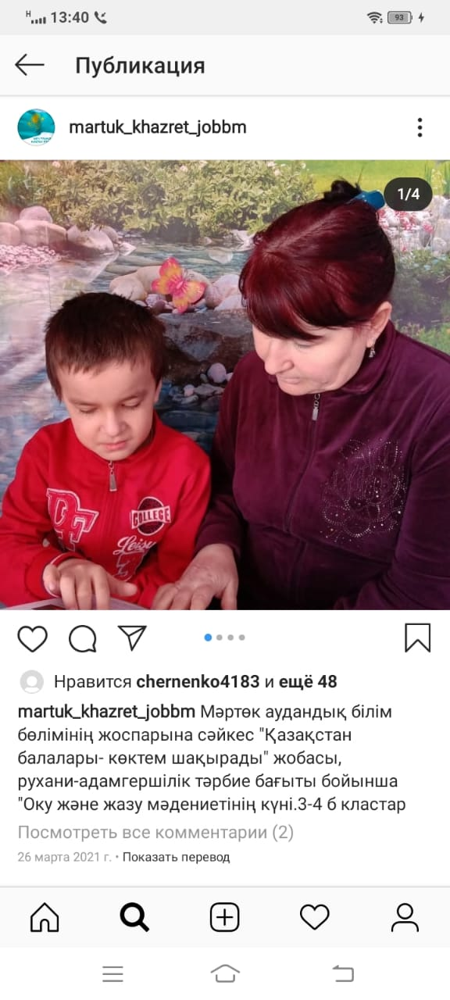 H 13:40 93
Публикация
martuk_khazret_jobbm
1/4
COLLEGE
Нравится chernenko4183 и ещё 48
martuk_khazret_jobbm Мәртөк аудандық білім
бөлімінің жоспарына сәйкес "Қазақстан
балалары- көктем шақырады" жобасы,
рухани-адамгершілік тәрбие бағыты бойынша
"Оку және жазу мәдениетінің күні.3-4 б кластар
Посмотреть все комментарии (2)
26 марта 2021 г. • Показать перевод